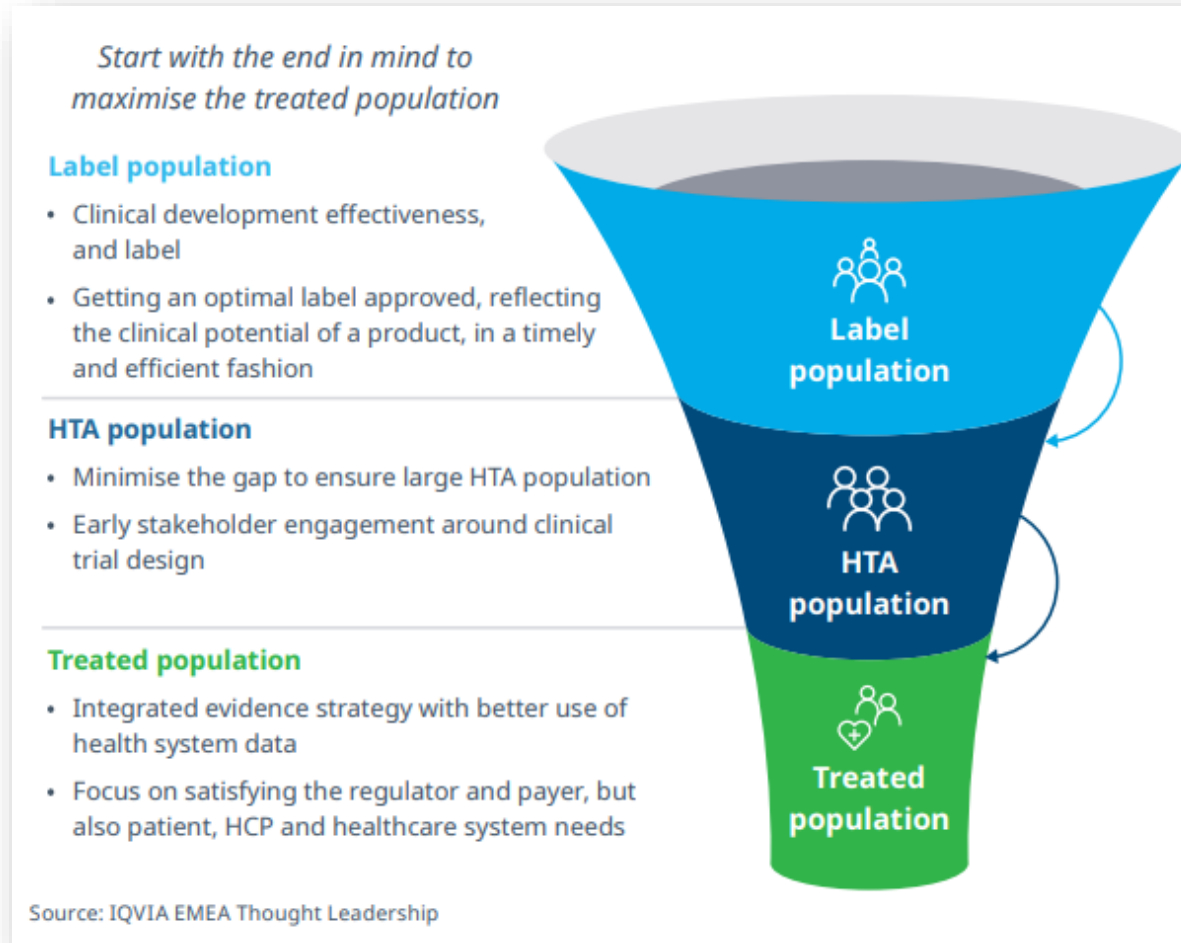 Start with the end in mind to
maximise the treated population
Label population
• Clinical development effectiveness,
and label
• Getting an optimal label approved, reflecting
the clinical potential of a product, in a timely
and efficient fashion
HTA population
• Minimise the gap to ensure large HTA population
• Early stakeholder engagement around clinical
trial design
Treated population
• Integrated evidence strategy with better use of
health system data
• Focus on satisfying the regulator and payer, but
also patient, HCP and healthcare system needs
Label
population
HTA
population
Treated
population
Source: IQVIA EMEA Thought Leadership